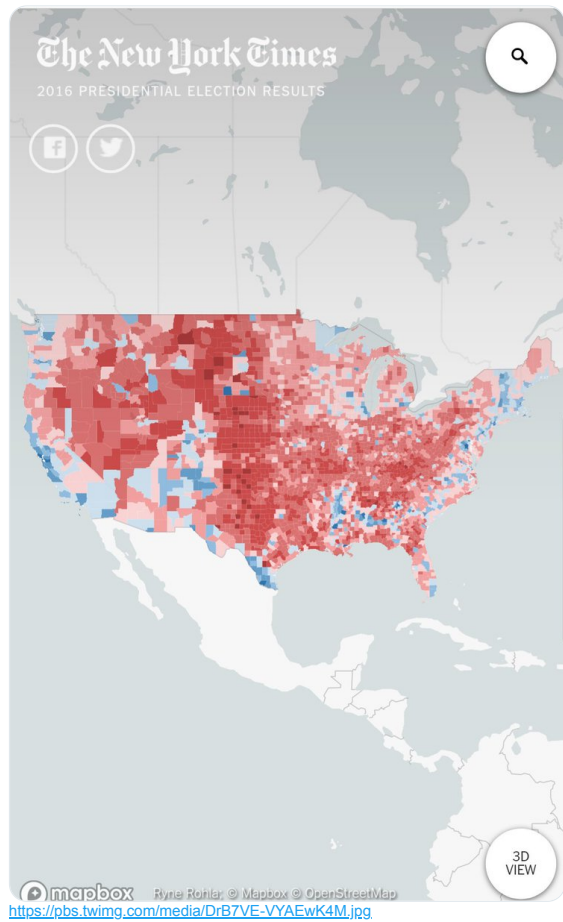 The New York Times
2016 PRESIDENTIAL ELECTION RESULTS
3D
VIEW
mapbox
Ryne Rohla; © Mapbox © OpenStreetMap
https://pbs.twimg.com/media/DrB7VE-VYAEwK4M.jpg